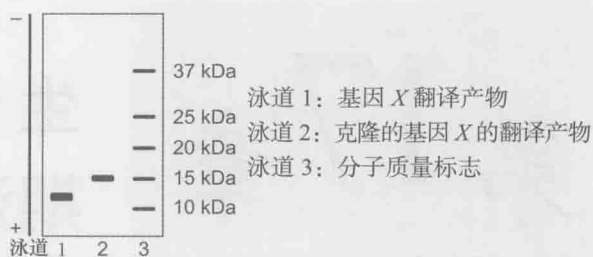 −
37 kDa
25 kDa
20 kDa
15 kDa
10 kDa
+
泳道 1 2 3
泳道 1：基因 X 翻译产物
泳道 2：克隆的基因 X 的翻译产物
泳道 3：分子质量标志